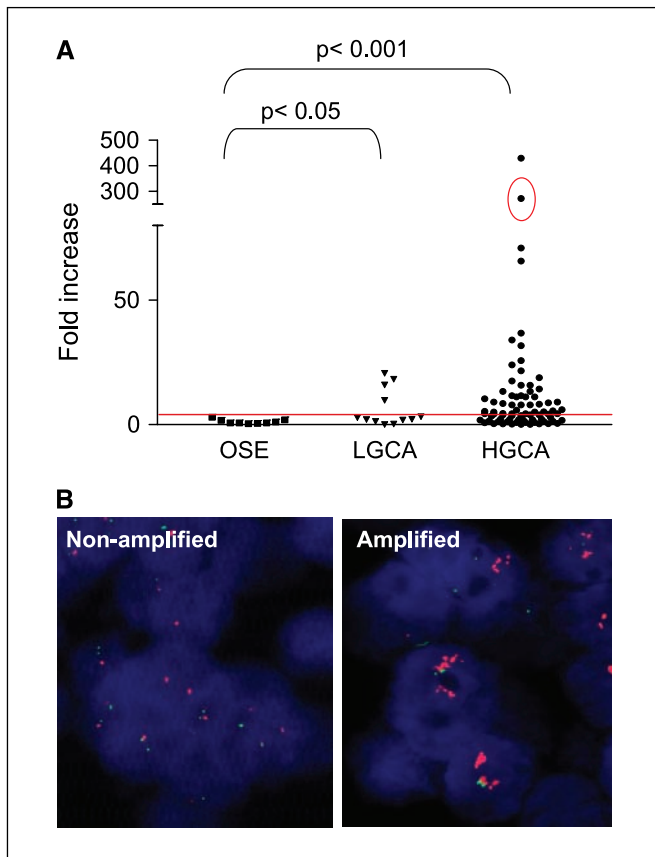 A
p< 0.001
p< 0.05
500
400
300
50
0
Fold increase
OSE
LGCA
HGCA
B
Non-amplified
Amplified